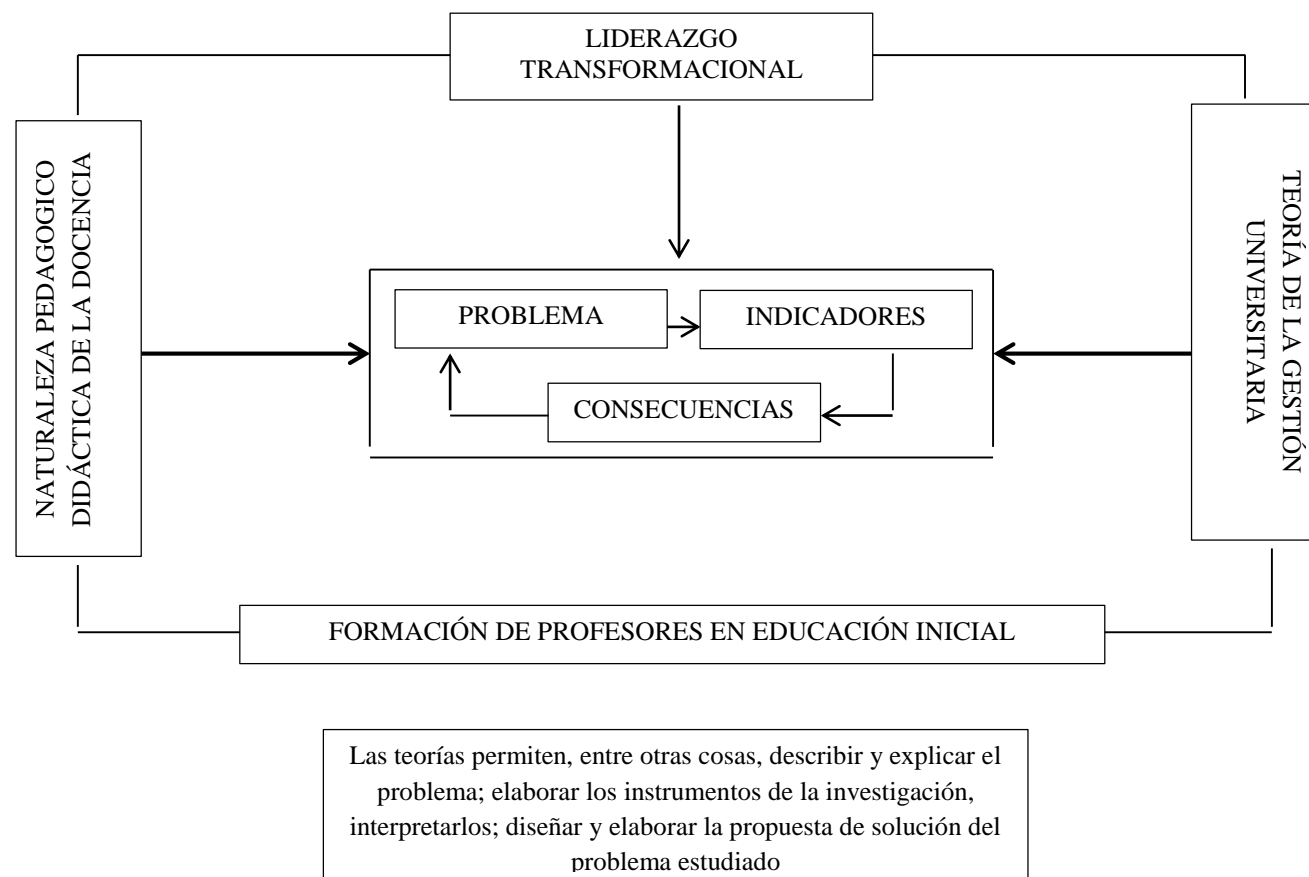 LIDERAZGO
TRANSFORMACIONAL
NATURALEZA PEDAGOGICO
DIDÁCTICA DE LA DOCENCIA
TEORÍA DE LA GESTIÓN
UNIVERSITARIA
PROBLEMA
INDICADORES
CONSECUENCIAS
FORMACIÓN DE PROFESORES EN EDUCACIÓN INICIAL
Las teorías permiten, entre otras cosas, describir y explicar el
problema; elaborar los instrumentos de la investigación,
interpretarlos; diseñar y elaborar la propuesta de solución del
problema estudiado